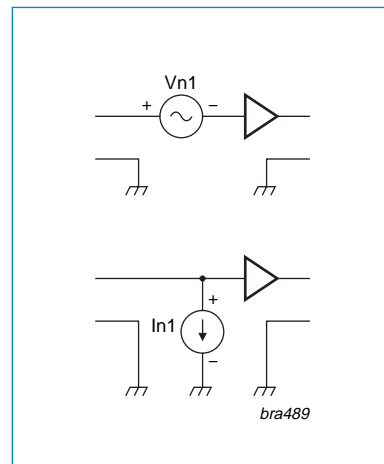 Vn1
+ −
+
In1
−
bra489